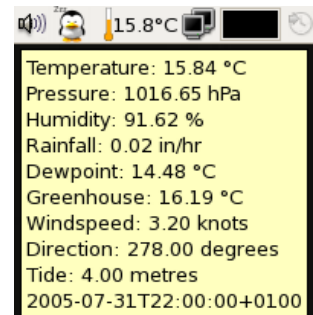 Zzz
15.8°C
Temperature: 15.84 °C
Pressure: 1016.65 hPa
Humidity: 91.62 %
Rainfall: 0.02 in/hr
Dewpoint: 14.48 °C
Greenhouse: 16.19 °C
Windspeed: 3.20 knots
Direction: 278.00 degrees
Tide: 4.00 metres
2005-07-31T22:00:00+0100